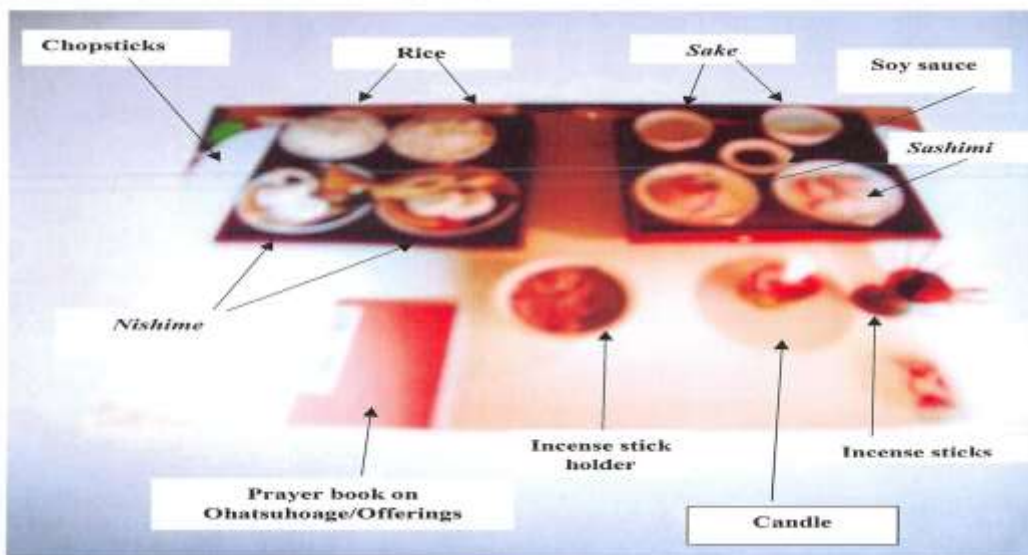 Chopsticks
Rice
Sake
Soy sauce
Sashimi
Nishime
Incense stick
holder
Incense sticks
Prayer book on
Ohatsuhoage/Offerings
Candle